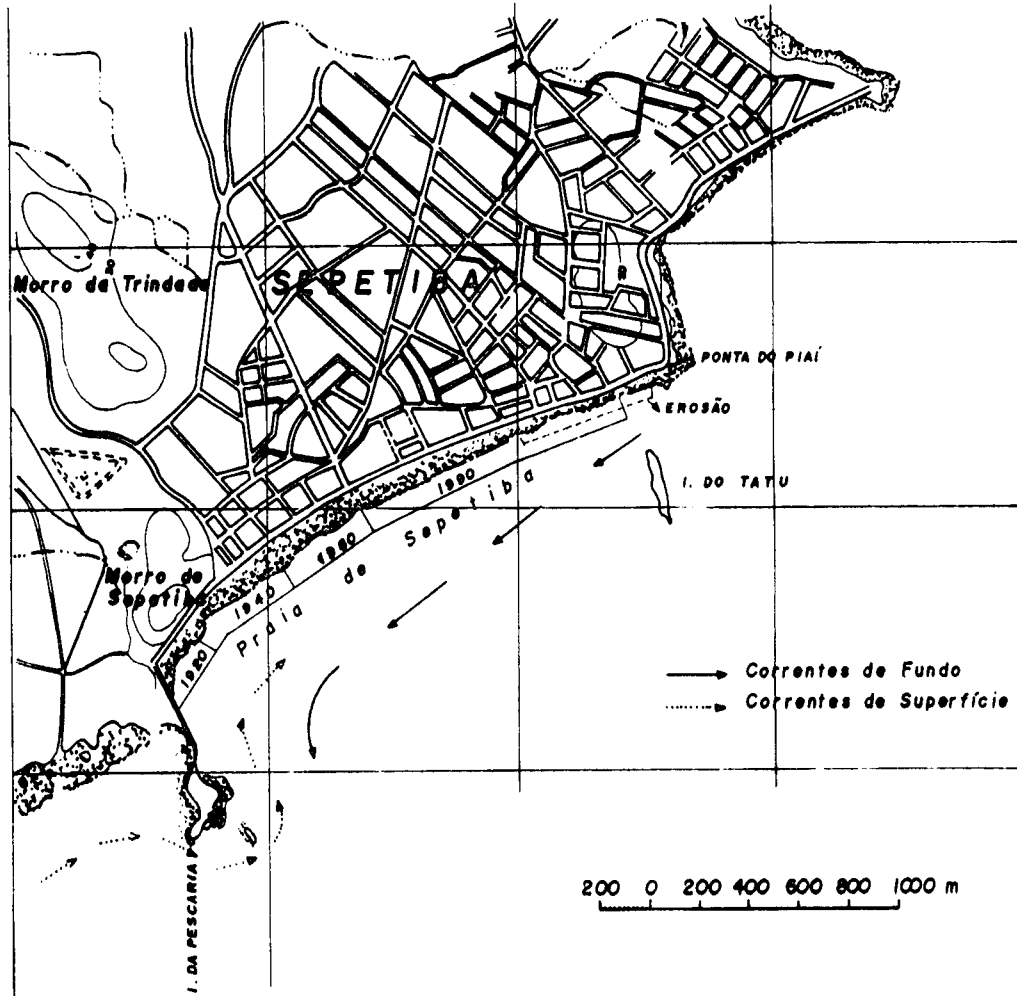 Morro da Trindade
SEPETIBA
PONTA DO PIAÍ
EROSÃO
I. DO TATU
1990
1960
1940
1920
Praia de Sepetiba
Morro de
Sepetiba
Correntes de Fundo
Correntes de Superfície
200 0 200 400 600 800 1000 m
I. DA PESCARIA